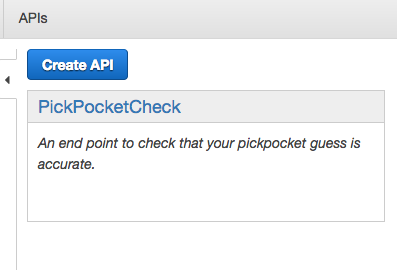 APIs
Create API
PickPocketCheck
An end point to check that your pickpocket guess is
accurate.